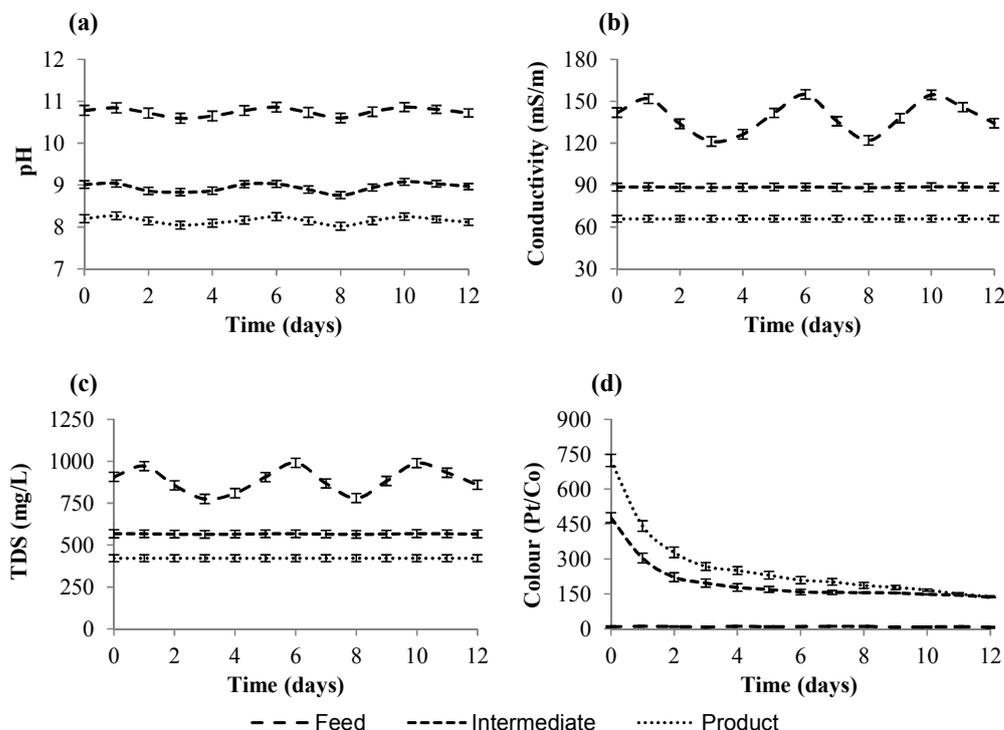 (a)
12
11
10
9
8
7
pH
0 2 4 6 8 10 12
Time (days)
(b)
180
150
120
90
60
30
Conductivity (mS/m)
0 2 4 6 8 10 12
Time (days)
(c)
1250
1000
750
500
250
0
TDS (mg/L)
0 2 4 6 8 10 12
Time (days)
(d)
900
750
600
450
300
150
0
Colour (Pt/Co)
0 2 4 6 8 10 12
Time (days)
Feed Intermediate Product